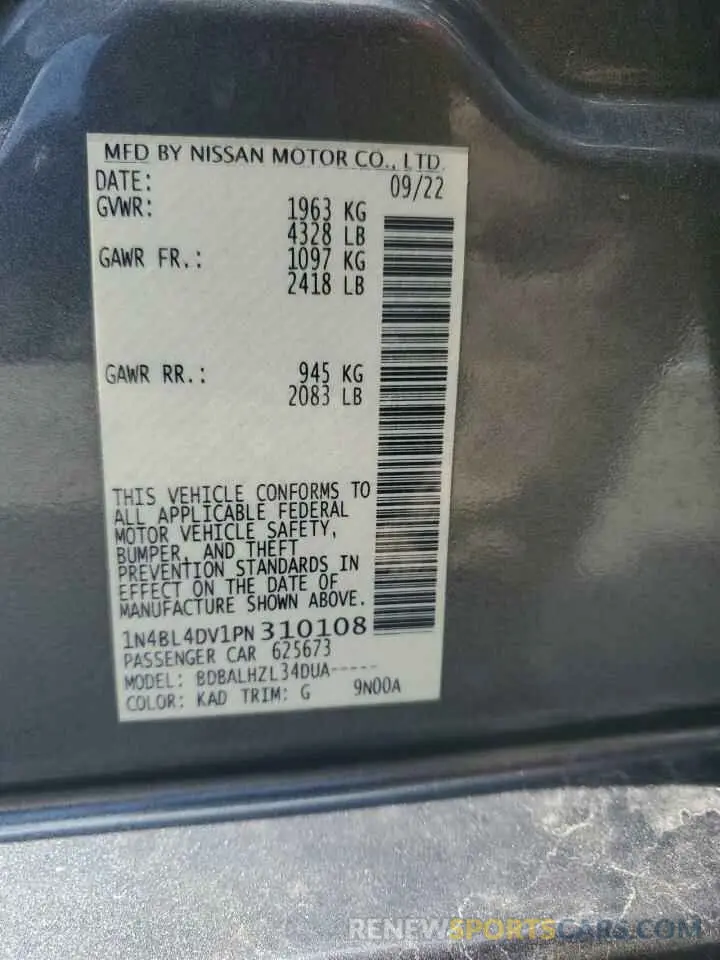 MFD BY NISSAN MOTOR CO., LTD.
DATE: 09/22
GVWR: 1963 KG
4328 LB
GAWR FR.: 1097 KG
2418 LB
GAWR RR.: 945 KG
2083 LB
THIS VEHICLE CONFORMS TO
ALL APPLICABLE FEDERAL
MOTOR VEHICLE SAFETY,
BUMPER, AND THEFT
PREVENTION STANDARDS IN
EFFECT ON THE DATE OF
MANUFACTURE SHOWN ABOVE.
1N4BL4DV1PN310108
PASSENGER CAR 625673
MODEL: BDBALHZL34DUA-----
COLOR: KAD TRIM: G 9N00A
RENEWSPORTSCARS.COM